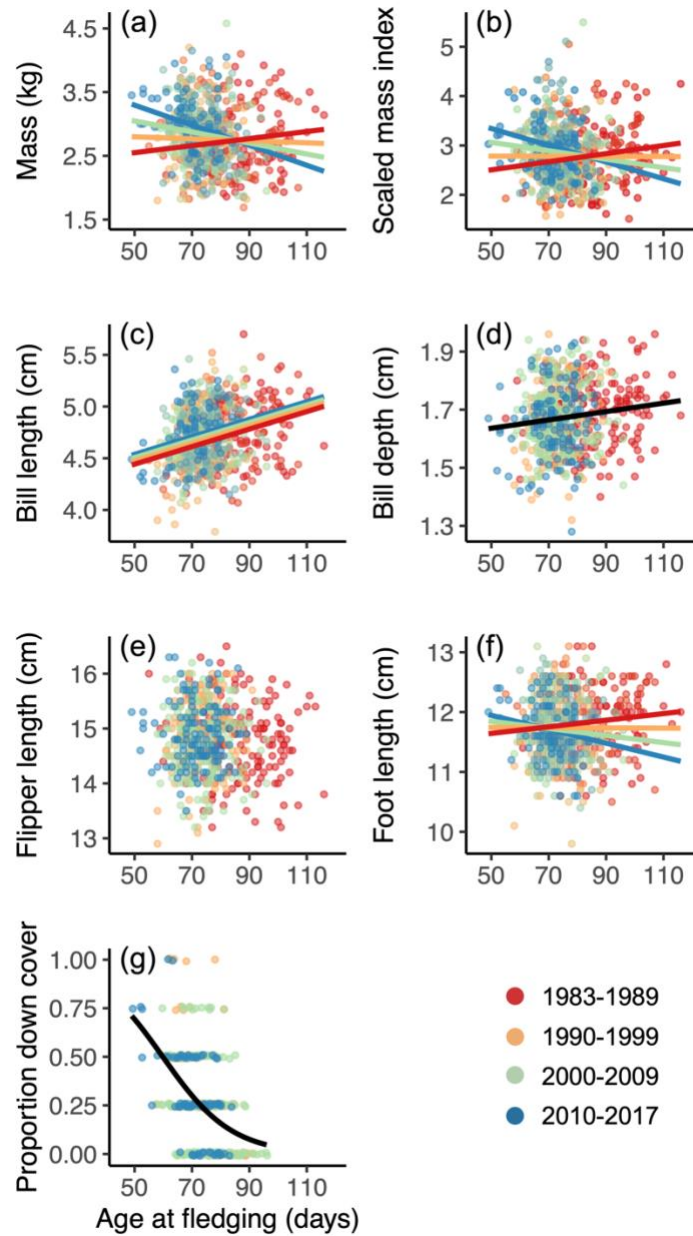 (a)
Mass (kg)
4.5
3.5
2.5
1.5
50 70 90 110
(b)
Scaled mass index
5
4
3
2
50 70 90 110
(c)
Bill length (cm)
5.5
5.0
4.5
4.0
50 70 90 110
(d)
Bill depth (cm)
1.9
1.7
1.5
1.3
50 70 90 110
(e)
Flipper length (cm)
16
15
14
13
50 70 90 110
(f)
Foot length (cm)
13
12
11
10
50 70 90 110
(g)
Proportion down cover
1.00
0.75
0.50
0.25
0.00
50 70 90 110
Age at fledging (days)
1983-1989
1990-1999
2000-2009
2010-2017